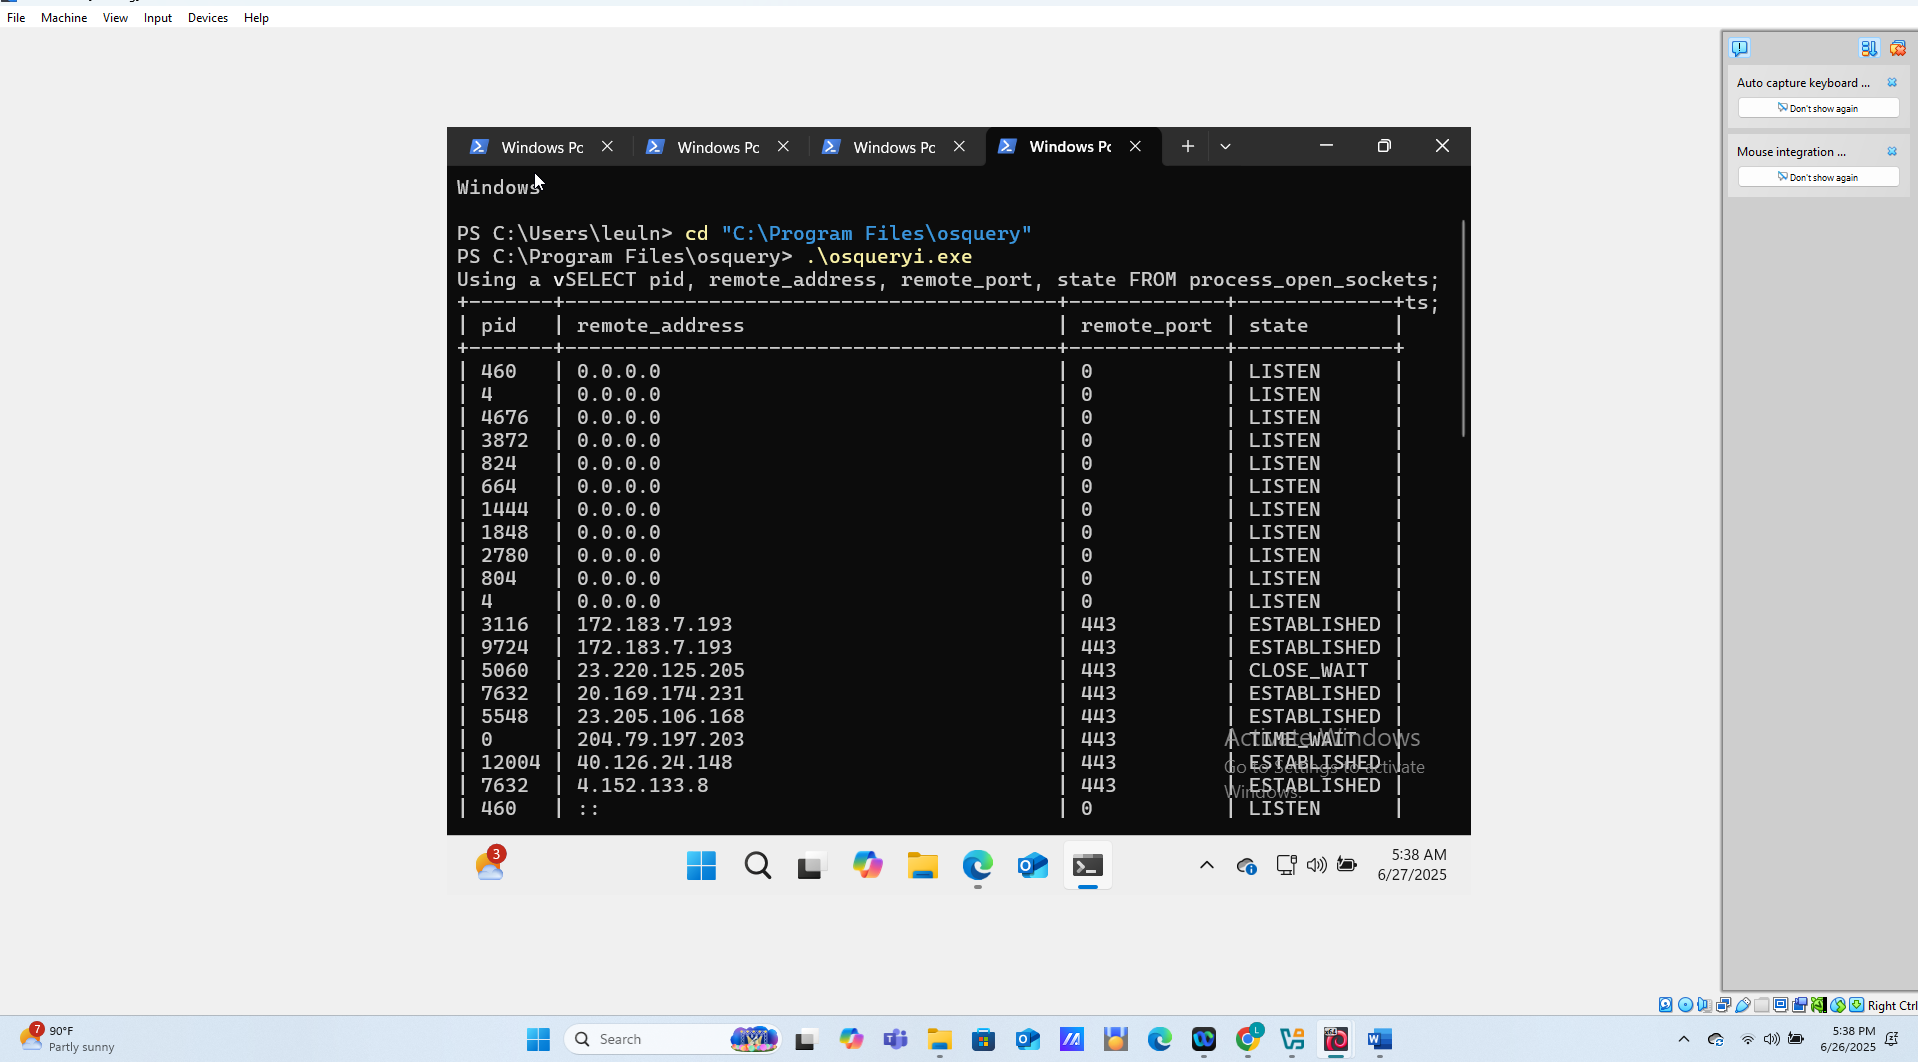 File Machine View Input Devices Help
Auto capture keyboard ...
Don't show again
Mouse integration ...
Don't show again
Windows Pc Windows Pc Windows Pc Windows Pc
Windows
PS C:\Users\leuln> cd "C:\Program Files\osquery"
PS C:\Program Files\osquery> .\osqueryi.exe
Using a vSELECT pid, remote_address, remote_port, state FROM process_open_sockets;
+-------+------------------------------------------+-------------+-------------+ts;
| pid | remote_address | remote_port | state |
+-------+------------------------------------------+-------------+-------------+
| 460 | 0.0.0.0 | 0 | LISTEN |
| 4 | 0.0.0.0 | 0 | LISTEN |
| 4676 | 0.0.0.0 | 0 | LISTEN |
| 3872 | 0.0.0.0 | 0 | LISTEN |
| 824 | 0.0.0.0 | 0 | LISTEN |
| 664 | 0.0.0.0 | 0 | LISTEN |
| 1444 | 0.0.0.0 | 0 | LISTEN |
| 1848 | 0.0.0.0 | 0 | LISTEN |
| 2780 | 0.0.0.0 | 0 | LISTEN |
| 804 | 0.0.0.0 | 0 | LISTEN |
| 4 | 0.0.0.0 | 0 | LISTEN |
| 3116 | 172.183.7.193 | 443 | ESTABLISHED |
| 9724 | 172.183.7.193 | 443 | ESTABLISHED |
| 5060 | 23.220.125.205 | 443 | CLOSE_WAIT |
| 7632 | 20.169.174.231 | 443 | ESTABLISHED |
| 5548 | 23.205.106.168 | 443 | ESTABLISHED |
| 0 | 204.79.197.203 | 443 | TIME_WAIT |
| 12004 | 40.126.24.148 | 443 | ESTABLISHED |
| 7632 | 4.152.133.8 | 443 | ESTABLISHED |
| 460 | :: | 0 | LISTEN |
Activate Windows
Go to Settings to activate
Windows.
3
5:38 AM
6/27/2025
Right Ctrl
7
90°F
Partly sunny
Search
5:38 PM
6/26/2025